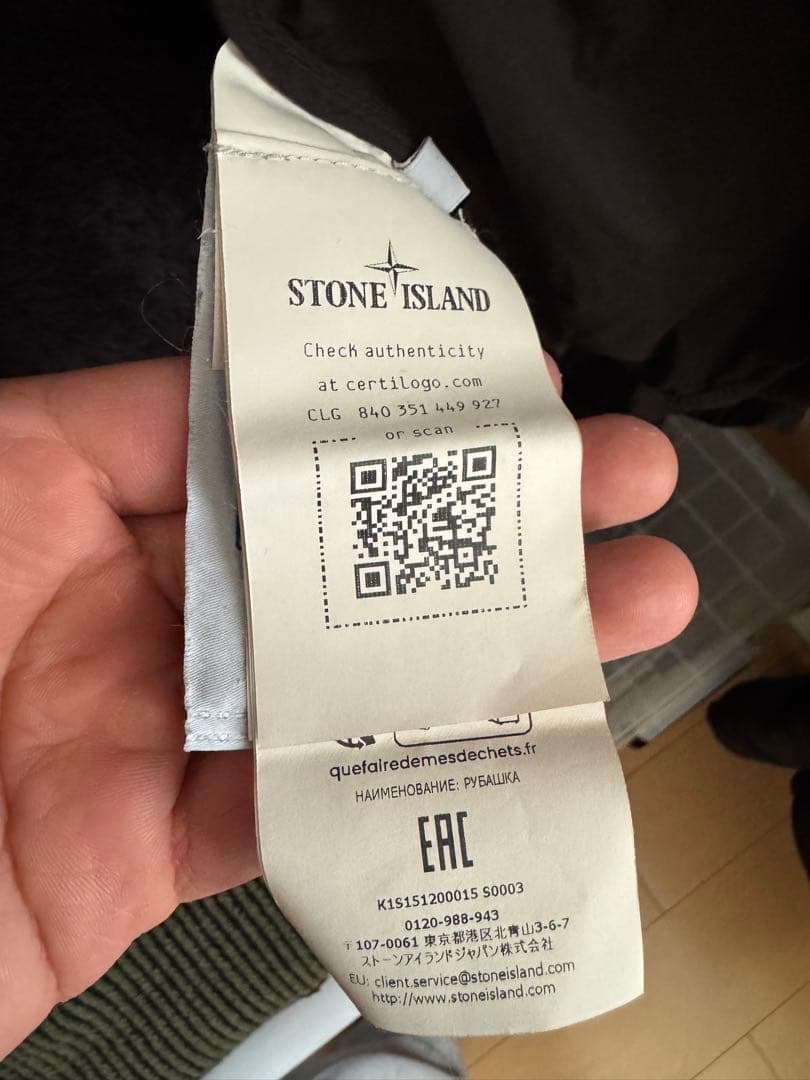 STONE ISLAND
Check authenticity
at certilogo.com
CLG 840 351 449 927
or scan
quefairedemesdechets.fr
НАИМЕНОВАНИЕ: РУБАШКА
EAC
K1S151200015 S0003
0120-988-943
〒107-0061 東京都港区北青山3-6-7
ストーンアイランドジャパン株式会社
EU: client.service@stoneisland.com
http://www.stoneisland.com